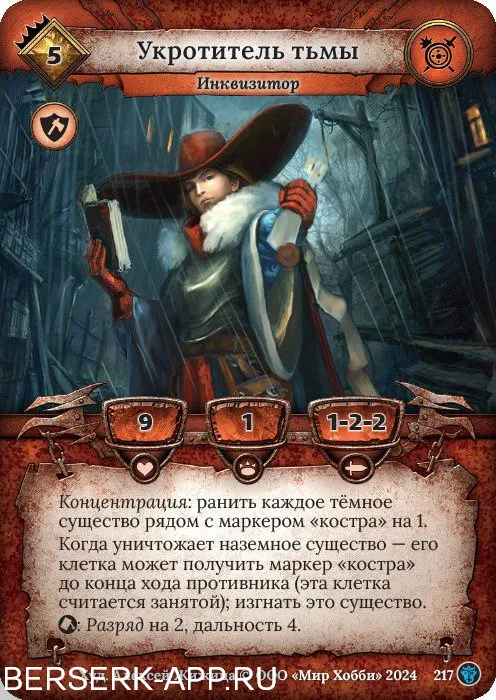 5
Укротитель тьмы
Инквизитор
9
1
1-2-2
Концентрация: ранить каждое тёмное
существо рядом с маркером «костра» на 1.
Когда уничтожает наземное существо — его
клетка может получить маркер «костра»
до конца хода противника (эта клетка
считается занятой); изгнать это существо.
: Разряд на 2, дальность 4.
© ООО «Мир Хобби» 2024
217
BERSERK-APP.RU